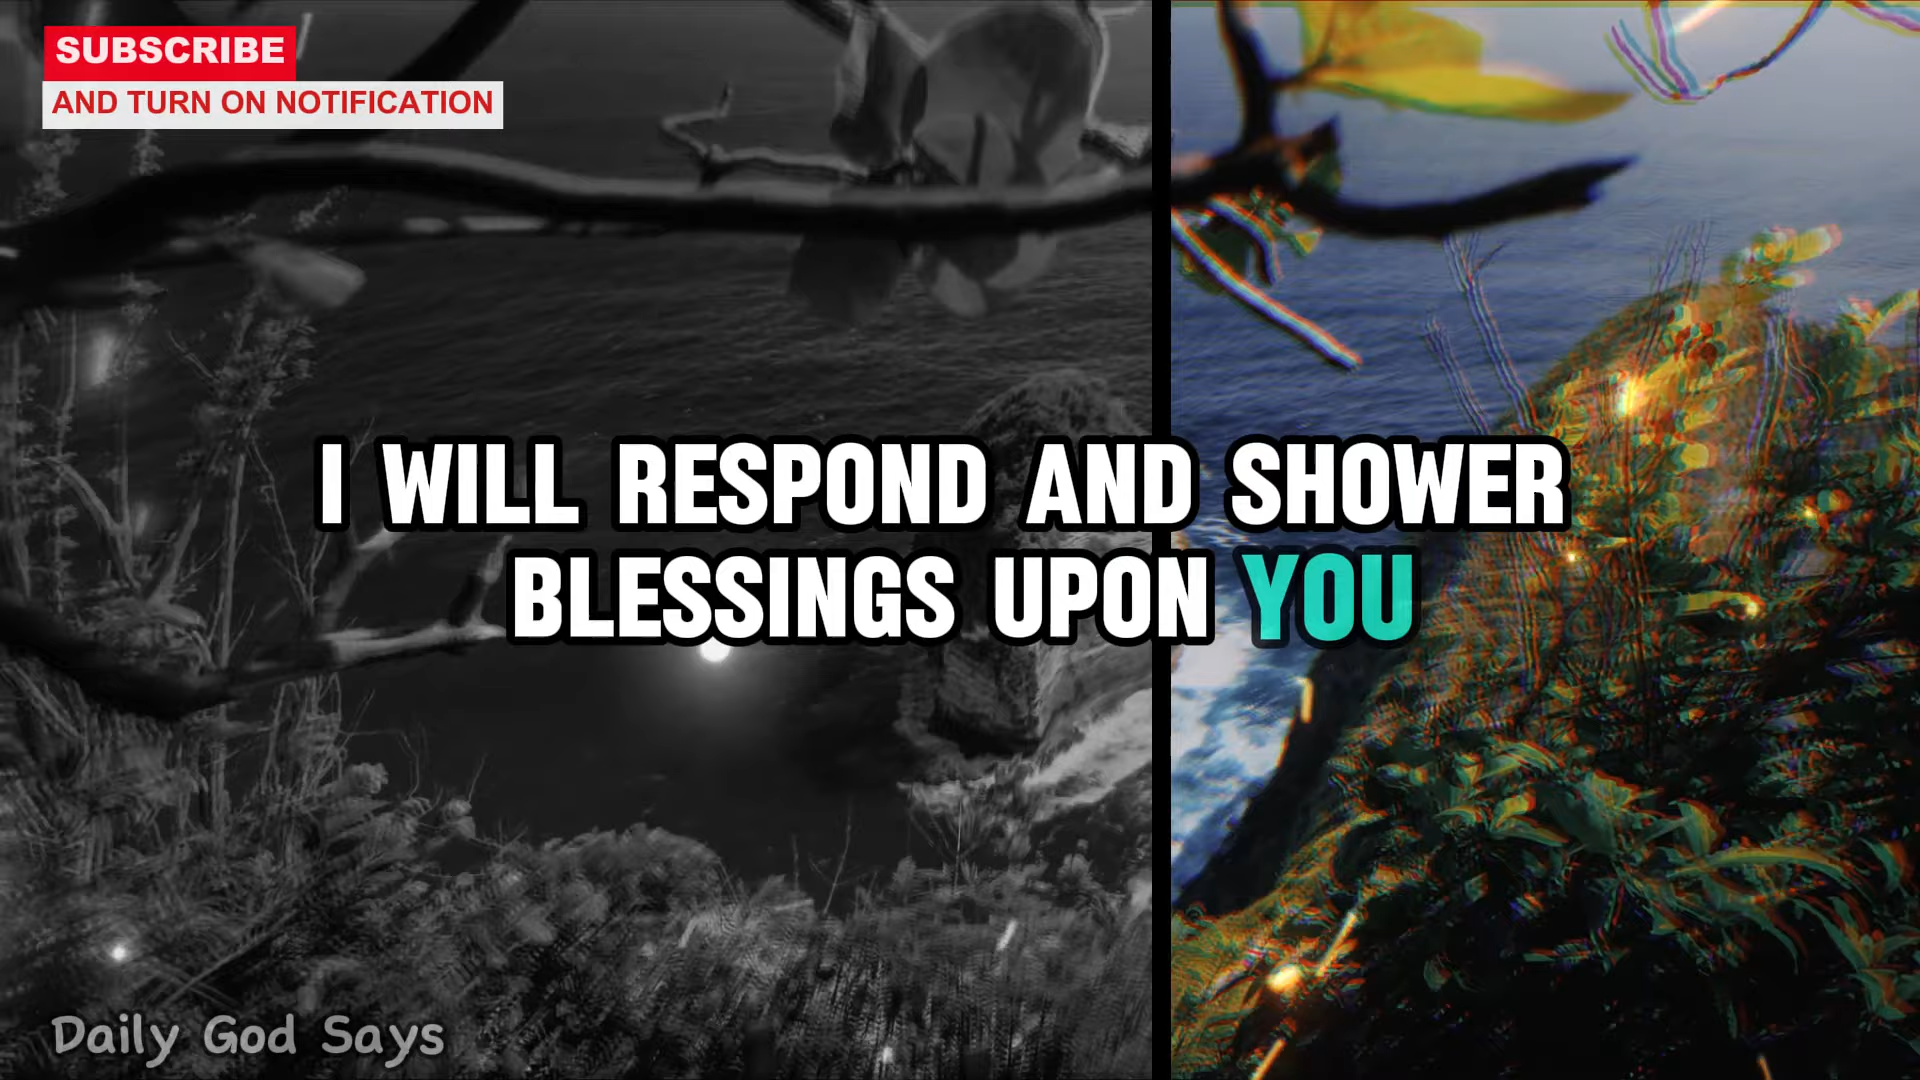 SUBSCRIBE
AND TURN ON NOTIFICATION
I WILL RESPOND AND SHOWER
BLESSINGS UPON YOU
Daily God Says